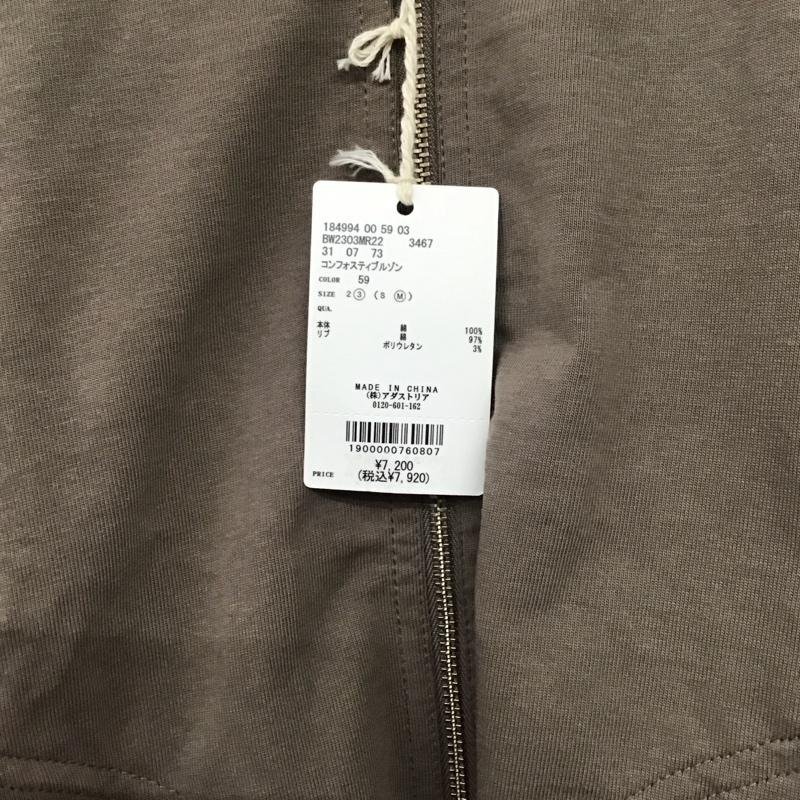 184994 00 59 03
BW2303MR22 3467
31 07 73
コンフォスティブルゾン
COLOR 59
SIZE 2 ③ (S Ⓜ)
QUA.
本体 綿 100%
リブ 綿 97%
ポリウレタン 3%
MADE IN CHINA
(株)アダストリア
0120-601-162
1900000760807
¥7,200
PRICE (税込¥7,920)